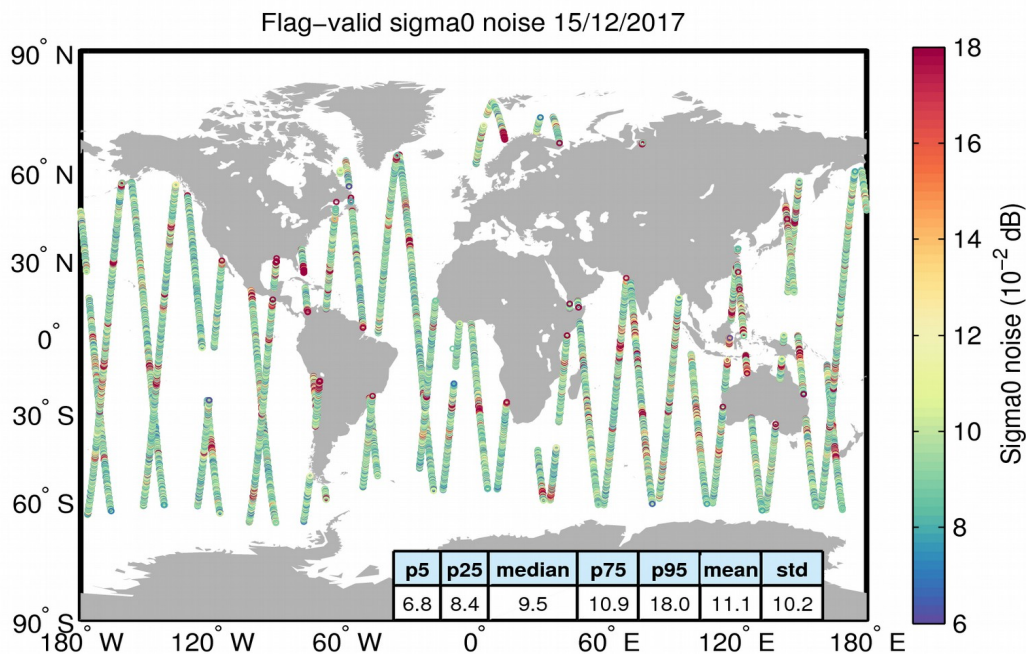 Flag−valid sigma0 noise 15/12/2017
90° N
60° N
30° N
0°
30° S
60° S
90° S
180° W
120° W
60° W
0°
60° E
120° E
180° E
p5 p25 median p75 p95 mean std
6.8 8.4 9.5 10.9 18.0 11.1 10.2
18
16
14
12
10
8
6
Sigma0 noise (10⁻² dB)